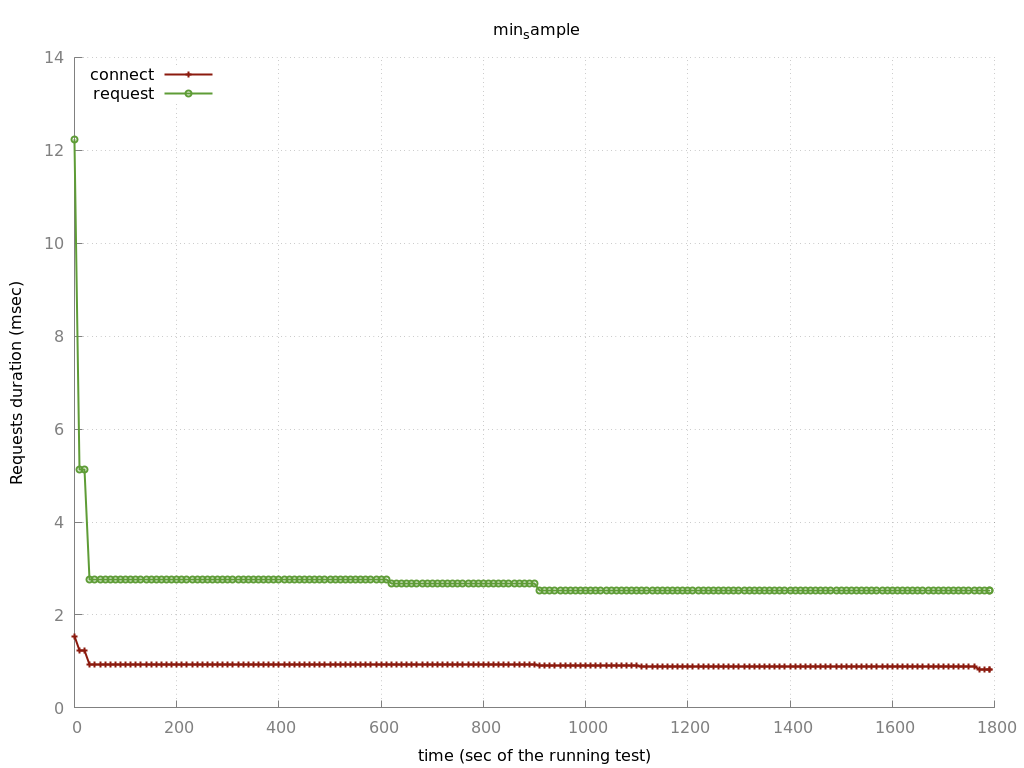 minsample
14
connect
request
12
10
8
6
4
2
0
Requests duration (msec)
0 200 400 600 800 1000 1200 1400 1600 1800
time (sec of the running test)